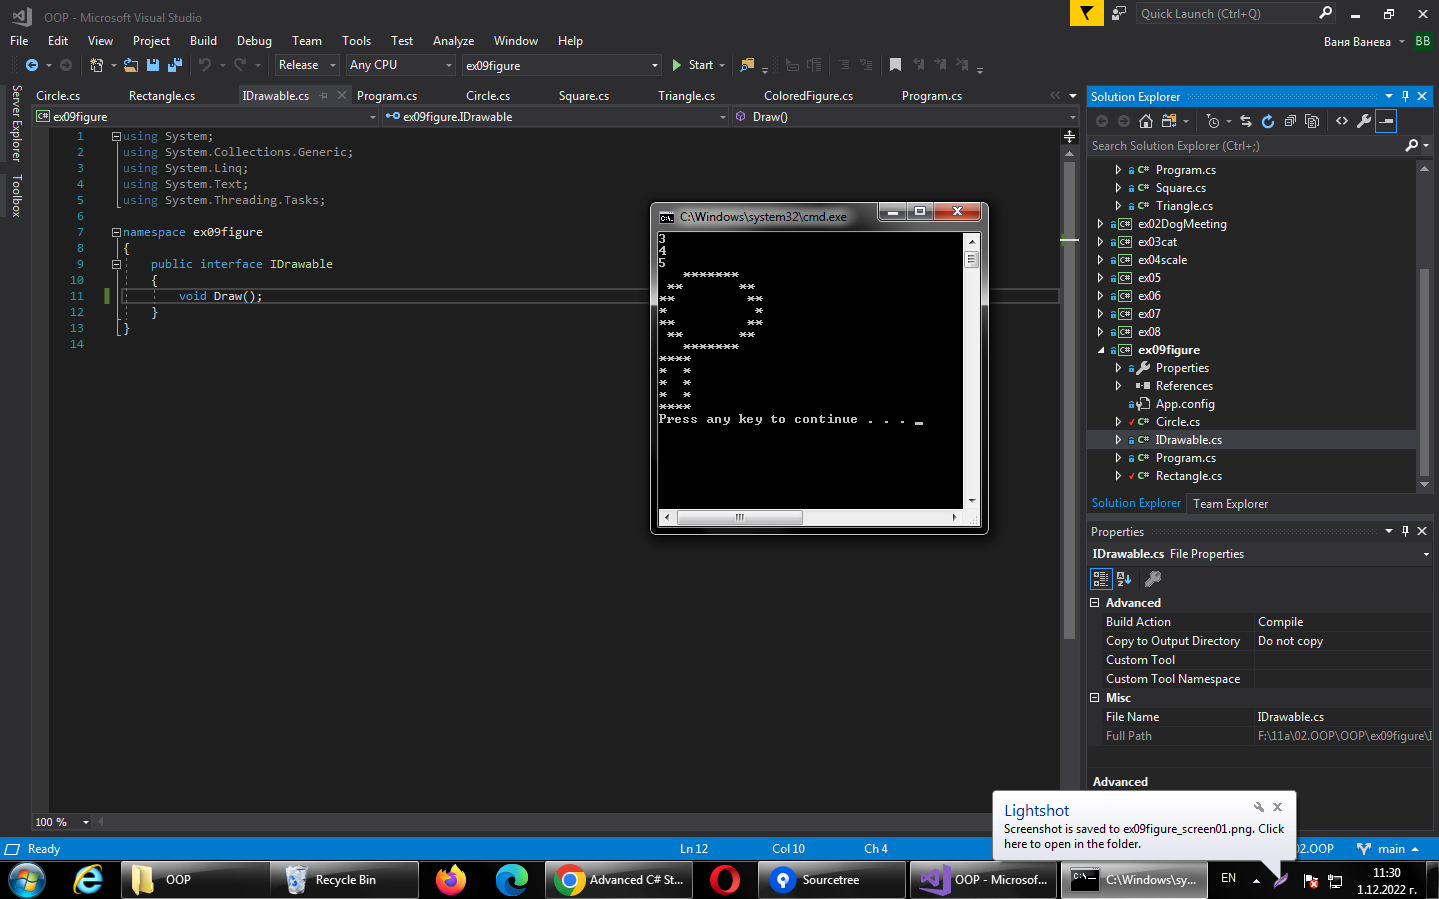 OOP - Microsoft Visual Studio
Quick Launch (Ctrl+Q)
File Edit View Project Build Debug Team Tools Test Analyze Window Help
Ваня Ванева BB
Release Any CPU ex09figure Start
Server Explorer
Toolbox
Circle.cs Rectangle.cs IDrawable.cs Program.cs Circle.cs Square.cs Triangle.cs ColoredFigure.cs Program.cs
ex09figure ex09figure.IDrawable Draw()
1 using System;
2 using System.Collections.Generic;
3 using System.Linq;
4 using System.Text;
5 using System.Threading.Tasks;
6
7 namespace ex09figure
8 {
9 public interface IDrawable
10 {
11 void Draw();
12 }
13 }
14
100 %
C:\Windows\system32\cmd.exe
3
4
5
*******
** **
** **
* *
** **
** **
*******
****
* *
* *
* *
****
Press any key to continue . . . _
Solution Explorer
Search Solution Explorer (Ctrl+;)
Program.cs
Square.cs
Triangle.cs
ex02DogMeeting
ex03cat
ex04scale
ex05
ex06
ex07
ex08
ex09figure
Properties
References
App.config
Circle.cs
IDrawable.cs
Program.cs
Rectangle.cs
Solution Explorer Team Explorer
Properties
IDrawable.cs File Properties
Advanced
Build Action Compile
Copy to Output Directory Do not copy
Custom Tool
Custom Tool Namespace
Misc
File Name IDrawable.cs
Full Path F:\11a\02.OOP\OOP\ex09figure\I
Advanced
Lightshot
Screenshot is saved to ex09figure_screen01.png. Click
here to open in the folder.
Ready Ln 12 Col 10 Ch 4 02.OOP main
OOP Recycle Bin Advanced C# St... Sourcetree OOP - Microsof... C:\Windows\sy... EN 11:30
1.12.2022 г.